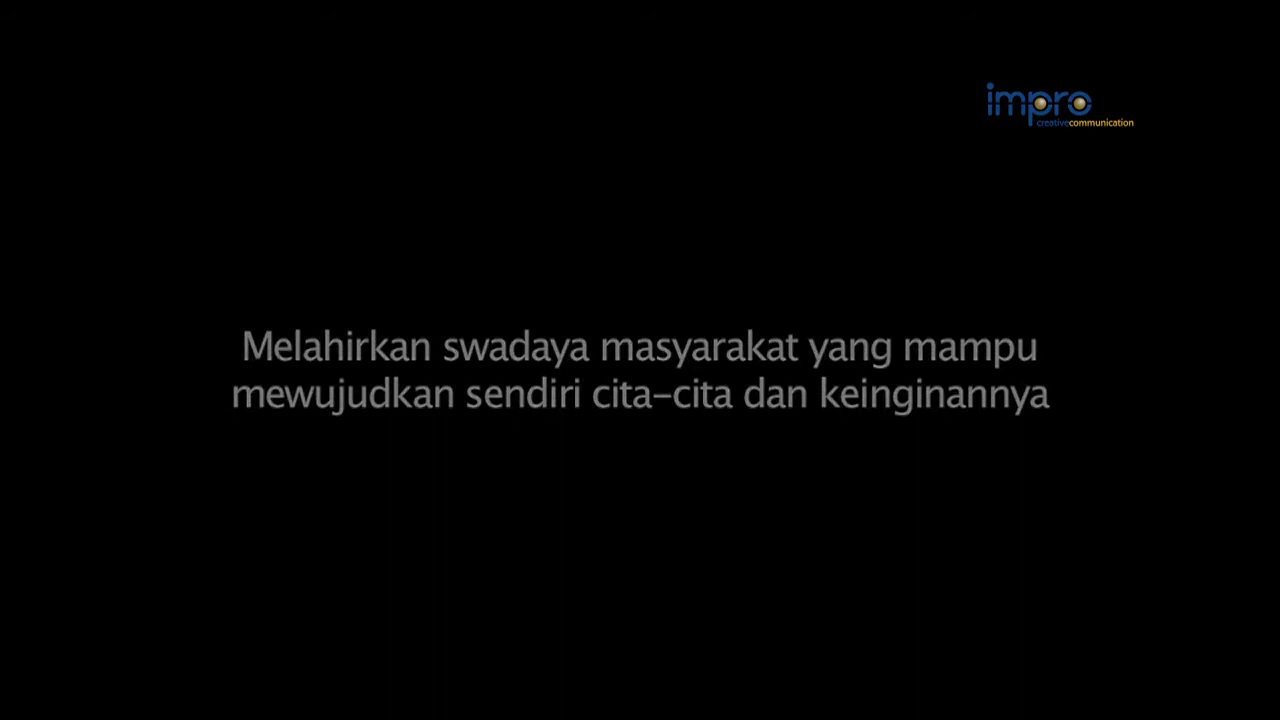 impro
creativecommunication
Melahirkan swadaya masyarakat yang mampu
mewujudkan sendiri cita-cita dan keinginannya